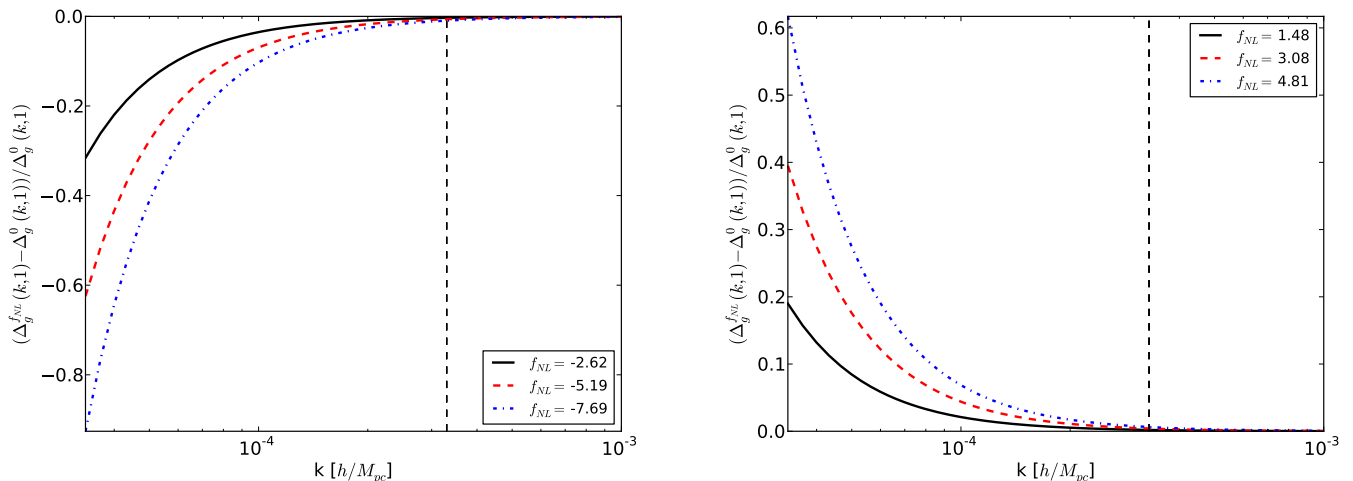 (Δ_g^{f_NL}(k,1)−Δ_g^0(k,1))/Δ_g^0(k,1)
0.0
−0.2
−0.4
−0.6
−0.8
f_NL = -2.62
f_NL = -5.19
f_NL = -7.69
10^{-4}
10^{-3}
k [h/M_pc]
(Δ_g^{f_NL}(k,1)−Δ_g^0(k,1))/Δ_g^0(k,1)
0.6
0.5
0.4
0.3
0.2
0.1
0.0
f_NL = 1.48
f_NL = 3.08
f_NL = 4.81
10^{-4}
10^{-3}
k [h/M_pc]